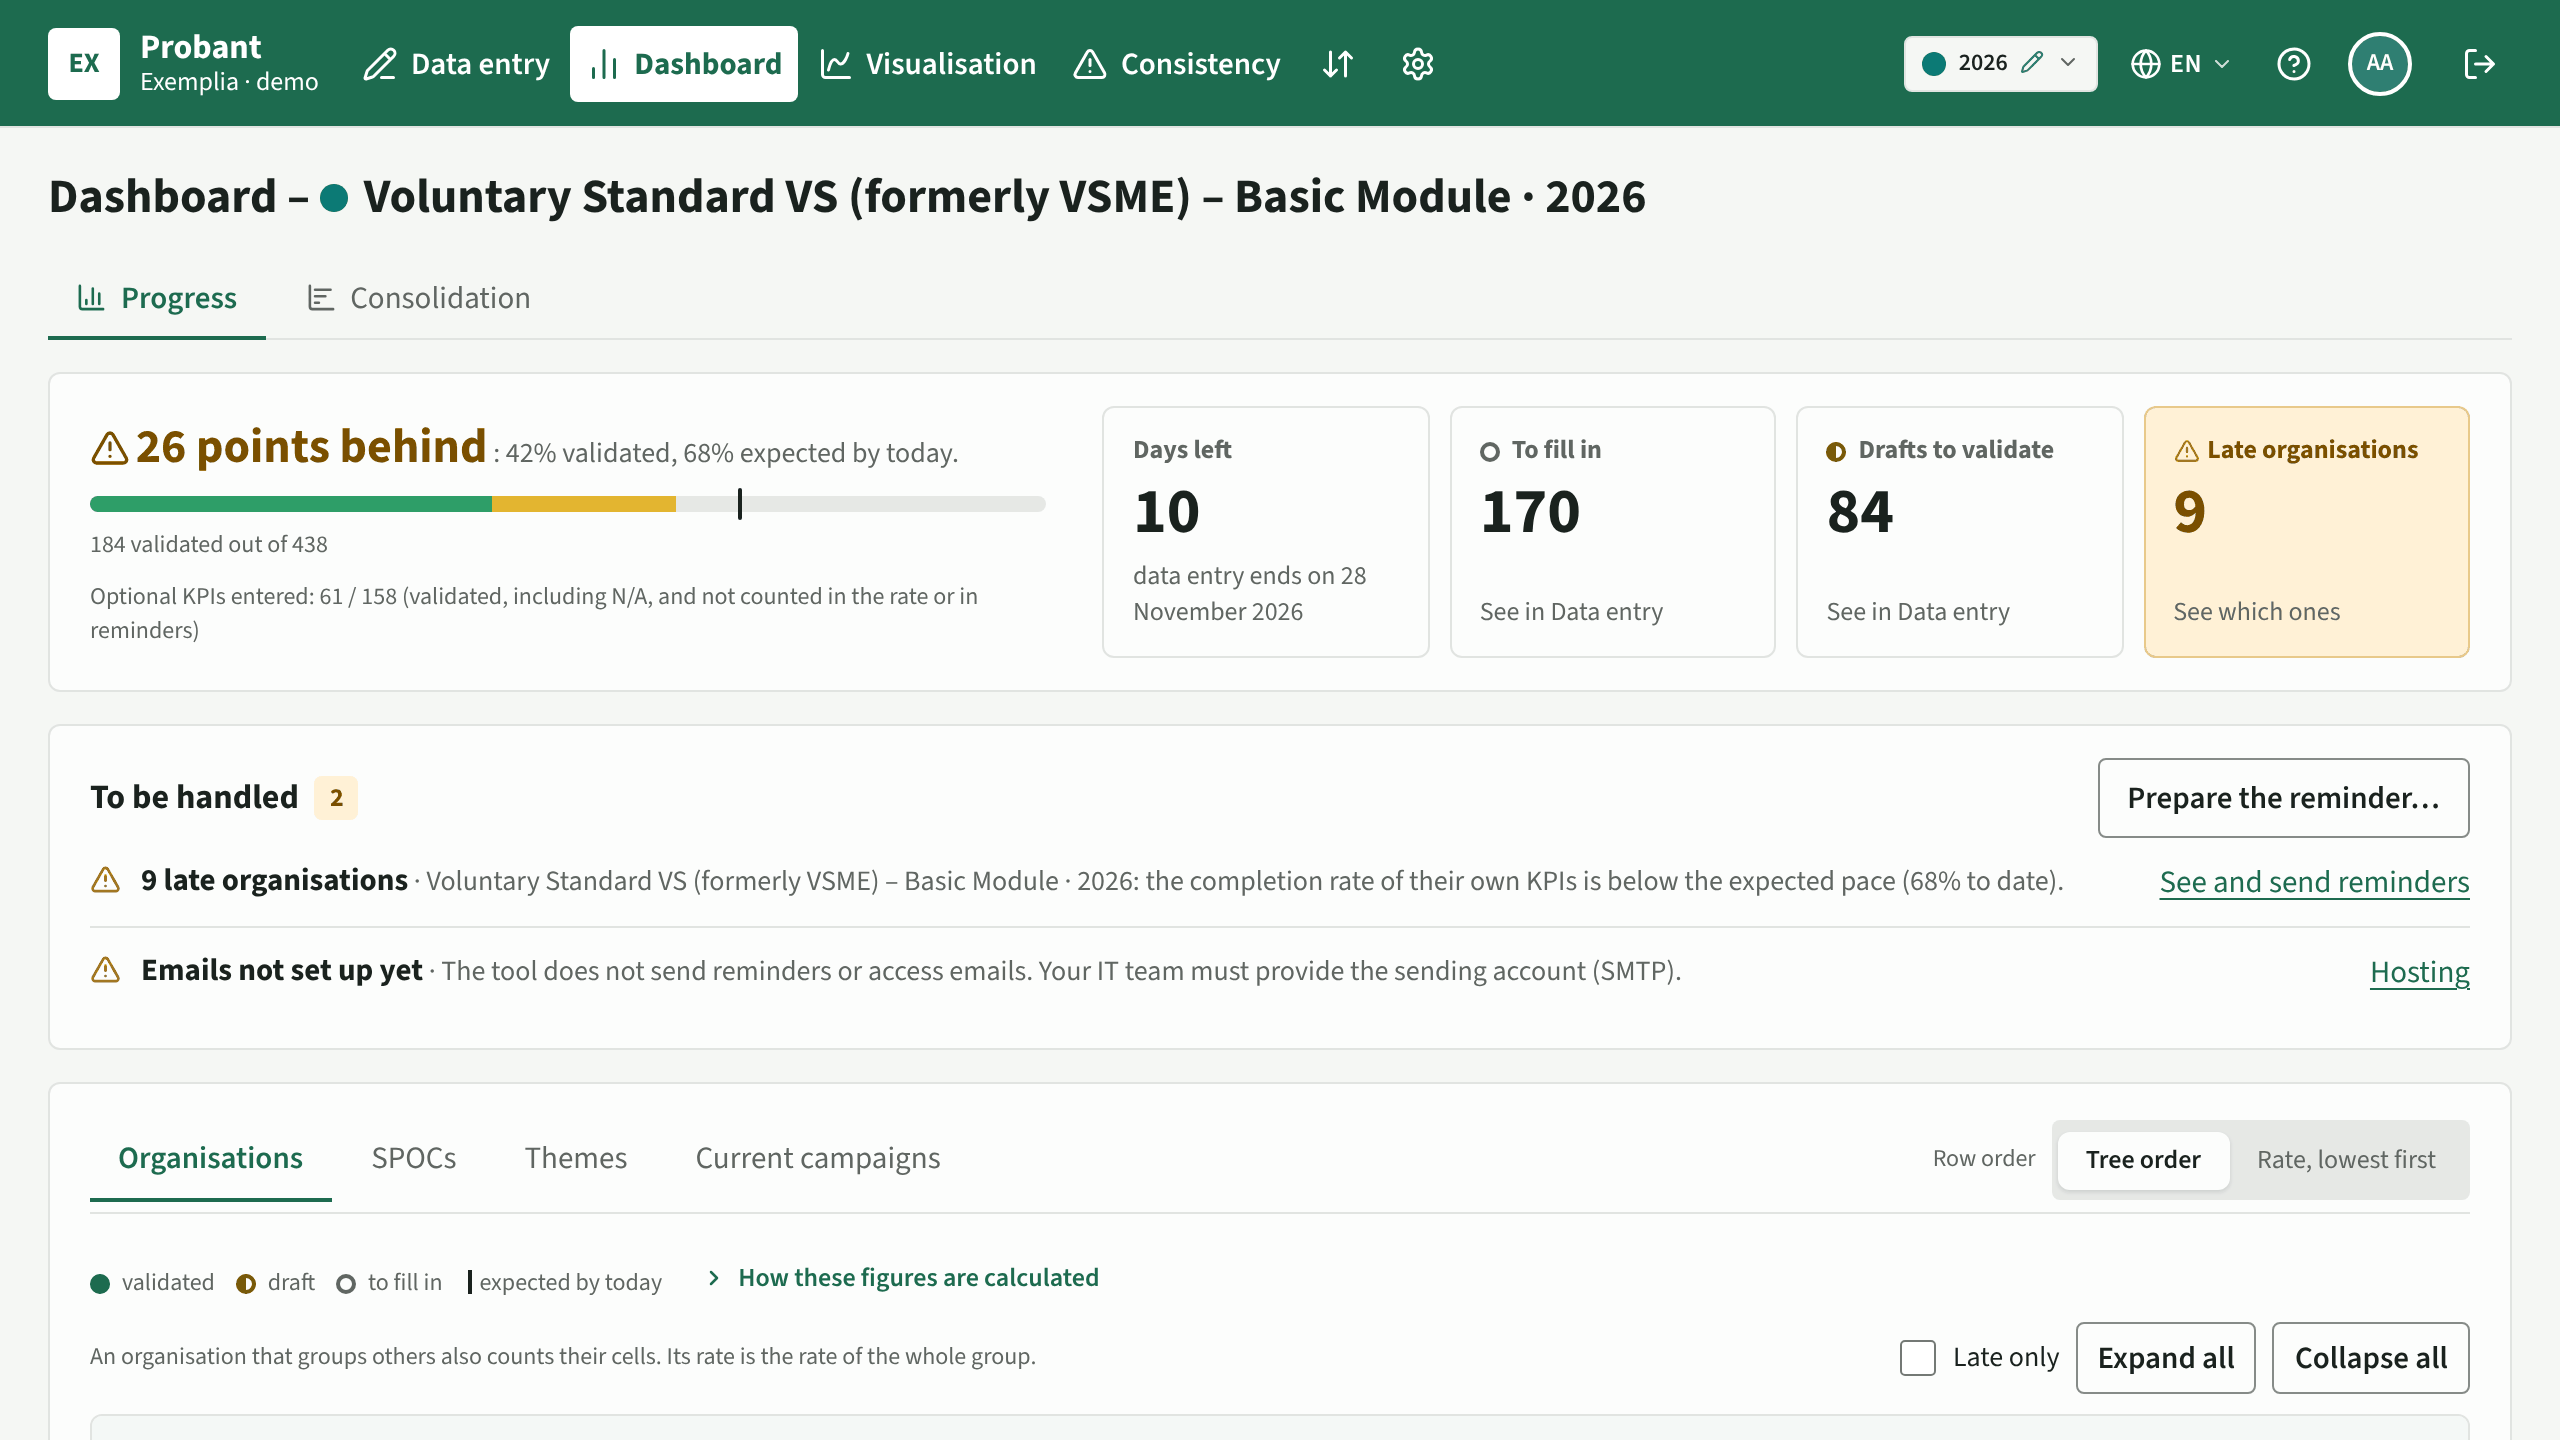 EX
Probant
Exemplia · demo
Data entry
Dashboard
Visualisation
Consistency
2026
EN
AA
Dashboard – Voluntary Standard VS (formerly VSME) – Basic Module · 2026
Progress
Consolidation
26 points behind : 42% validated, 68% expected by today.
184 validated out of 438
Optional KPIs entered: 61 / 158 (validated, including N/A, and not counted in the rate or in
reminders)
Days left
10
data entry ends on 28
November 2026
To fill in
170
See in Data entry
Drafts to validate
84
See in Data entry
Late organisations
9
See which ones
To be handled 2
Prepare the reminder…
9 late organisations · Voluntary Standard VS (formerly VSME) – Basic Module · 2026: the completion rate of their own KPIs is below the expected pace (68% to date).
See and send reminders
Emails not set up yet · The tool does not send reminders or access emails. Your IT team must provide the sending account (SMTP).
Hosting
Organisations
SPOCs
Themes
Current campaigns
Row order
Tree order
Rate, lowest first
validated
draft
to fill in
expected by today
How these figures are calculated
An organisation that groups others also counts their cells. Its rate is the rate of the whole group.
Late only
Expand all
Collapse all